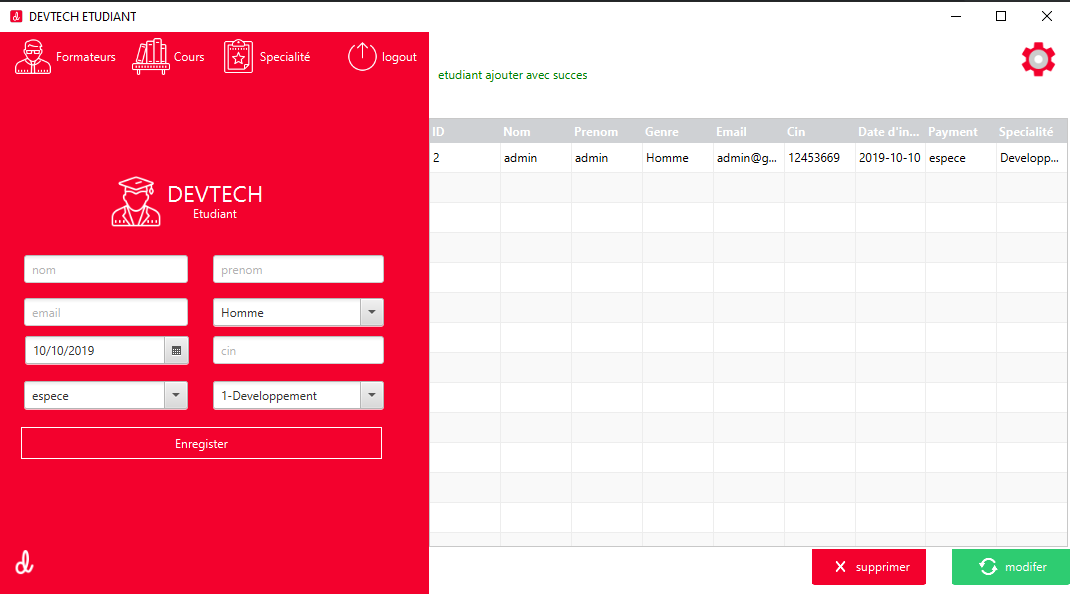 DEVTECH ETUDIANT
Formateurs Cours Specialité logout
etudiant ajouter avec succes
DEVTECH
Etudiant
nom prenom
email Homme
10/10/2019 cin
espece 1-Developpement
Enregister
ID Nom Prenom Genre Email Cin Date d'in... Payment Specialité
2 admin admin Homme admin@g... 12453669 2019-10-10 espece Developp...
supprimer modifer